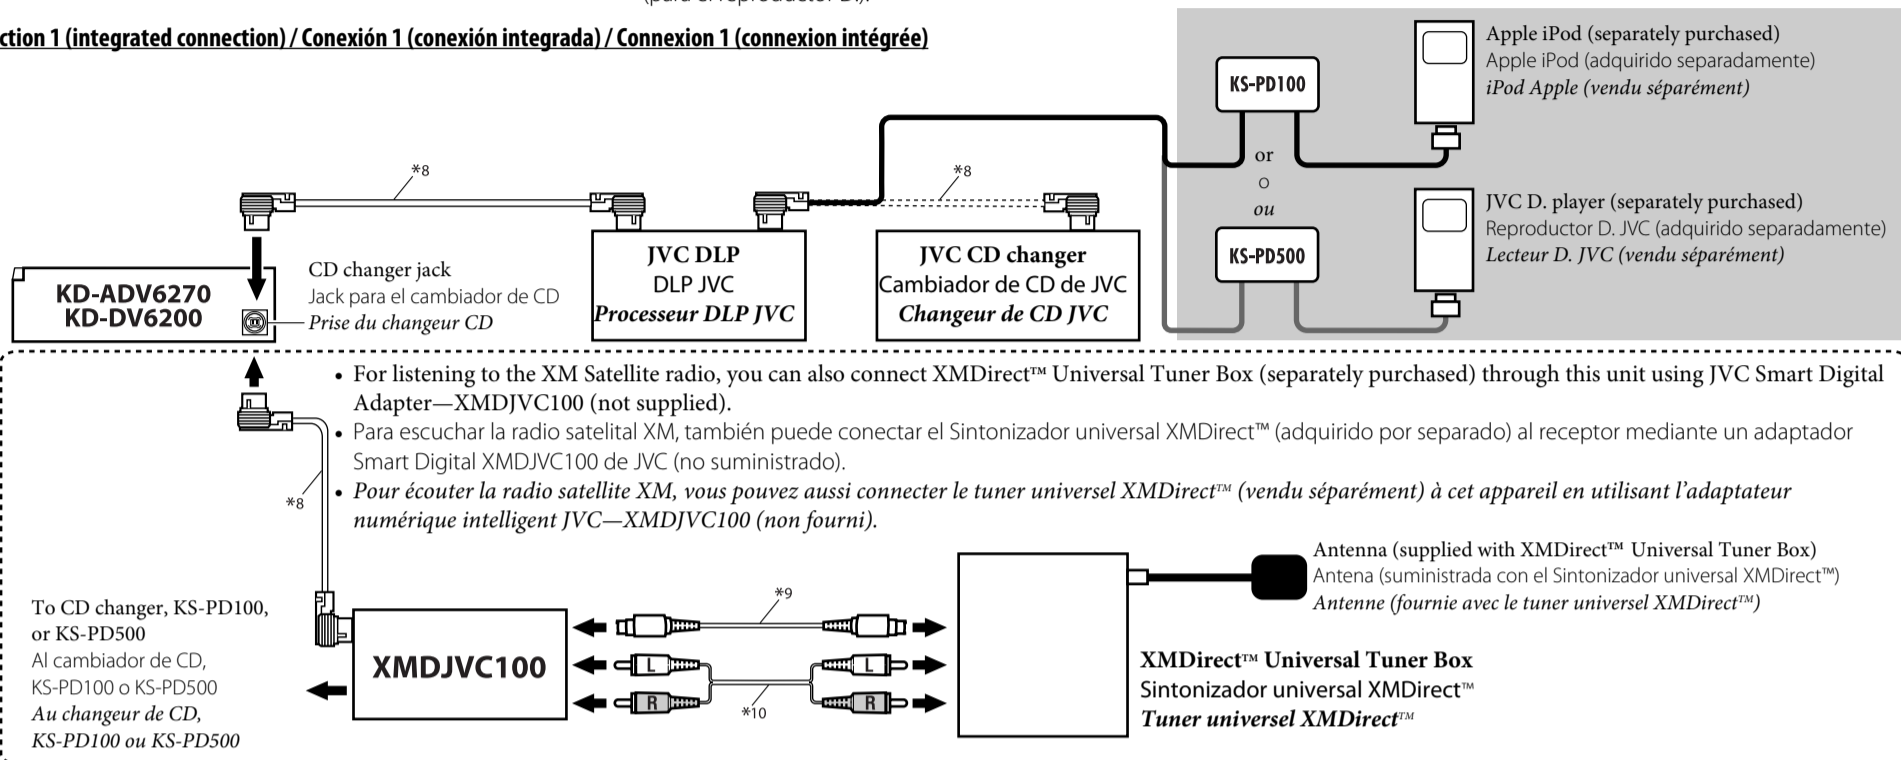 (para el reproductor D.).
ction 1 (integrated connection) / Conexión 1 (conexión integrada) / Connexion 1 (connexion intégrée)
Apple iPod (separately purchased)
Apple iPod (adquirido separadamente)
iPod Apple (vendu séparément)
KS-PD100
or
o
ou
*8
*8
JVC D. player (separately purchased)
Reproductor D. JVC (adquirido separadamente)
Lecteur D. JVC (vendu séparément)
KS-PD500
JVC DLP
DLP JVC
Processeur DLP JVC
JVC CD changer
Cambiador de CD de JVC
Changeur de CD JVC
KD-ADV6270
KD-DV6200
CD changer jack
Jack para el cambiador de CD
Prise du changeur CD
• For listening to the XM Satellite radio, you can also connect XMDirect™ Universal Tuner Box (separately purchased) through this unit using JVC Smart Digital
Adapter—XMDJVC100 (not supplied).
• Para escuchar la radio satelital XM, también puede conectar el Sintonizador universal XMDirect™ (adquirido por separado) al receptor mediante un adaptador
Smart Digital XMDJVC100 de JVC (no suministrado).
• Pour écouter la radio satellite XM, vous pouvez aussi connecter le tuner universel XMDirect™ (vendu séparément) à cet appareil en utilisant l'adaptateur
numérique intelligent JVC—XMDJVC100 (non fourni).
*8
Antenna (supplied with XMDirect™ Universal Tuner Box)
Antena (suministrada con el Sintonizador universal XMDirect™)
Antenne (fournie avec le tuner universel XMDirect™)
To CD changer, KS-PD100,
or KS-PD500
Al cambiador de CD,
KS-PD100 o KS-PD500
Au changeur de CD,
KS-PD100 ou KS-PD500
XMDJVC100
*9
L
L
R
R
*10
XMDirect™ Universal Tuner Box
Sintonizador universal XMDirect™
Tuner universel XMDirect™